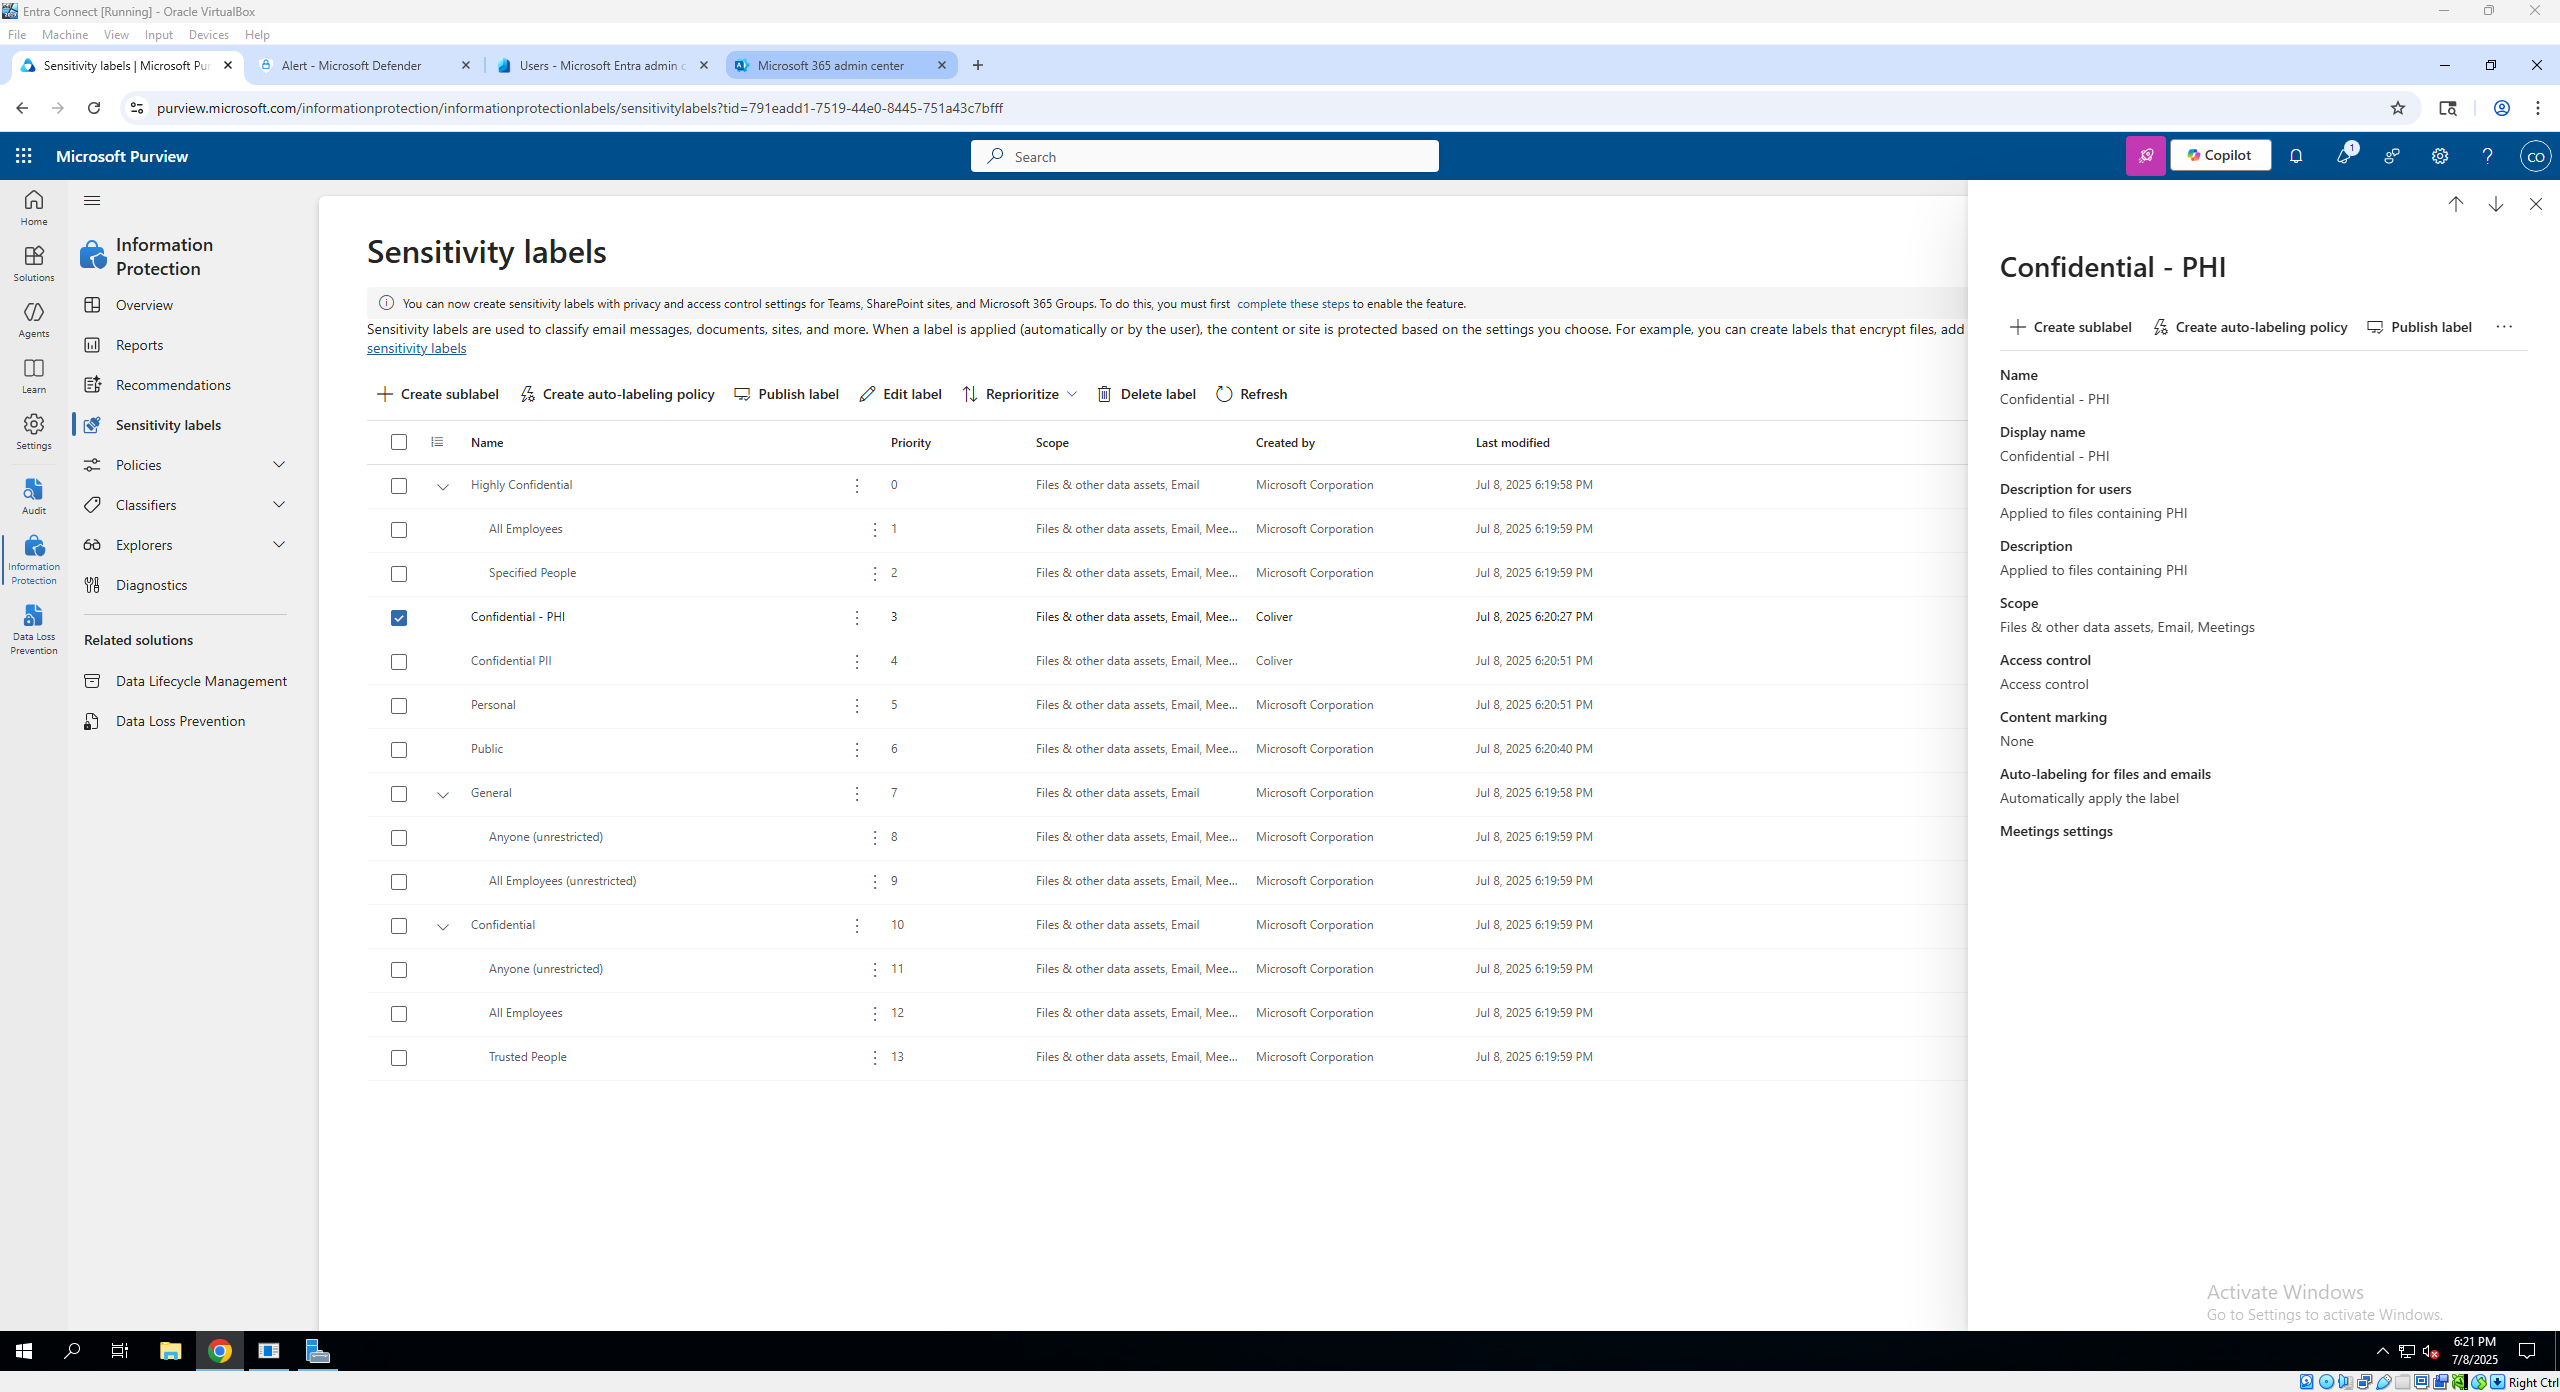 Entra Connect [Running] - Oracle VirtualBox
File Machine View Input Devices Help
Sensitivity labels | Microsoft Pur
Alert - Microsoft Defender
Users - Microsoft Entra admin c
Microsoft 365 admin center
purview.microsoft.com/informationprotection/informationprotectionlabels/sensitivitylabels?tid=791eadd1-7519-44e0-8445-751a43c7bfff
Microsoft Purview
Search
Copilot
1
CO
Home
Solutions
Agents
Learn
Settings
Audit
Information Protection
Data Loss Prevention
Information Protection
Overview
Reports
Recommendations
Sensitivity labels
Policies
Classifiers
Explorers
Diagnostics
Related solutions
Data Lifecycle Management
Data Loss Prevention
Sensitivity labels
You can now create sensitivity labels with privacy and access control settings for Teams, SharePoint sites, and Microsoft 365 Groups. To do this, you must first complete these steps to enable the feature.
Sensitivity labels are used to classify email messages, documents, sites, and more. When a label is applied (automatically or by the user), the content or site is protected based on the settings you choose. For example, you can create labels that encrypt files, add
sensitivity labels
Create sublabel Create auto-labeling policy Publish label Edit label Reprioritize Delete label Refresh
Name Priority Scope Created by Last modified
Highly Confidential 0 Files & other data assets, Email Microsoft Corporation Jul 8, 2025 6:19:58 PM
All Employees 1 Files & other data assets, Email, Mee... Microsoft Corporation Jul 8, 2025 6:19:59 PM
Specified People 2 Files & other data assets, Email, Mee... Microsoft Corporation Jul 8, 2025 6:19:59 PM
Confidential - PHI 3 Files & other data assets, Email, Mee... Coliver Jul 8, 2025 6:20:27 PM
Confidential PII 4 Files & other data assets, Email, Mee... Coliver Jul 8, 2025 6:20:51 PM
Personal 5 Files & other data assets, Email, Mee... Microsoft Corporation Jul 8, 2025 6:20:51 PM
Public 6 Files & other data assets, Email, Mee... Microsoft Corporation Jul 8, 2025 6:20:40 PM
General 7 Files & other data assets, Email Microsoft Corporation Jul 8, 2025 6:19:58 PM
Anyone (unrestricted) 8 Files & other data assets, Email, Mee... Microsoft Corporation Jul 8, 2025 6:19:59 PM
All Employees (unrestricted) 9 Files & other data assets, Email, Mee... Microsoft Corporation Jul 8, 2025 6:19:59 PM
Confidential 10 Files & other data assets, Email Microsoft Corporation Jul 8, 2025 6:19:59 PM
Anyone (unrestricted) 11 Files & other data assets, Email, Mee... Microsoft Corporation Jul 8, 2025 6:19:59 PM
All Employees 12 Files & other data assets, Email, Mee... Microsoft Corporation Jul 8, 2025 6:19:59 PM
Trusted People 13 Files & other data assets, Email, Mee... Microsoft Corporation Jul 8, 2025 6:19:59 PM
Confidential - PHI
Create sublabel Create auto-labeling policy Publish label
Name
Confidential - PHI
Display name
Confidential - PHI
Description for users
Applied to files containing PHI
Description
Applied to files containing PHI
Scope
Files & other data assets, Email, Meetings
Access control
Access control
Content marking
None
Auto-labeling for files and emails
Automatically apply the label
Meetings settings
Activate Windows
Go to Settings to activate Windows.
6:21 PM
7/8/2025
Right Ctrl